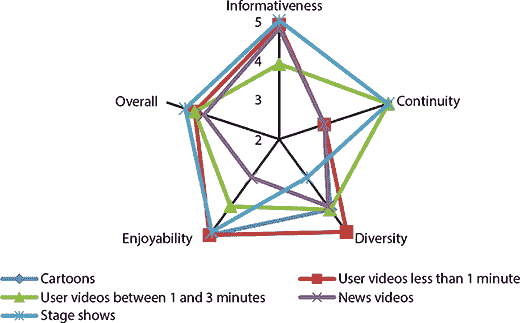 Informativeness
5
4
3
2
Overall
Continuity
Enjoyability
Diversity
Cartoons
User videos less than 1 minute
User videos between 1 and 3 minutes
News videos
Stage shows